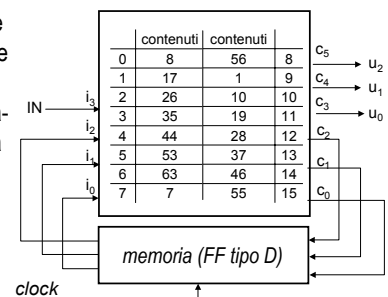 contenuti contenuti
0 8 56 8
1 17 1 9
2 26 10 10
3 35 19 11
4 44 28 12
5 53 37 13
6 63 46 14
7 7 55 15
IN
i3
i2
i1
i0
c5
c4
c3
c2
c1
c0
u2
u1
u0
memoria (FF tipo D)
clock
e
e
a-
a